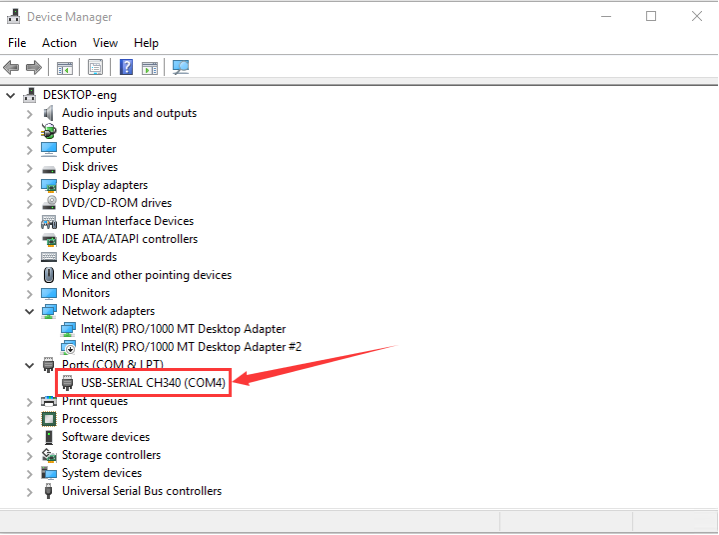 Device Manager
File Action View Help
DESKTOP-eng
Audio inputs and outputs
Batteries
Computer
Disk drives
Display adapters
DVD/CD-ROM drives
Human Interface Devices
IDE ATA/ATAPI controllers
Keyboards
Mice and other pointing devices
Monitors
Network adapters
Intel(R) PRO/1000 MT Desktop Adapter
Intel(R) PRO/1000 MT Desktop Adapter #2
Ports (COM & LPT)
USB-SERIAL CH340 (COM4)
Print queues
Processors
Software devices
Storage controllers
System devices
Universal Serial Bus controllers